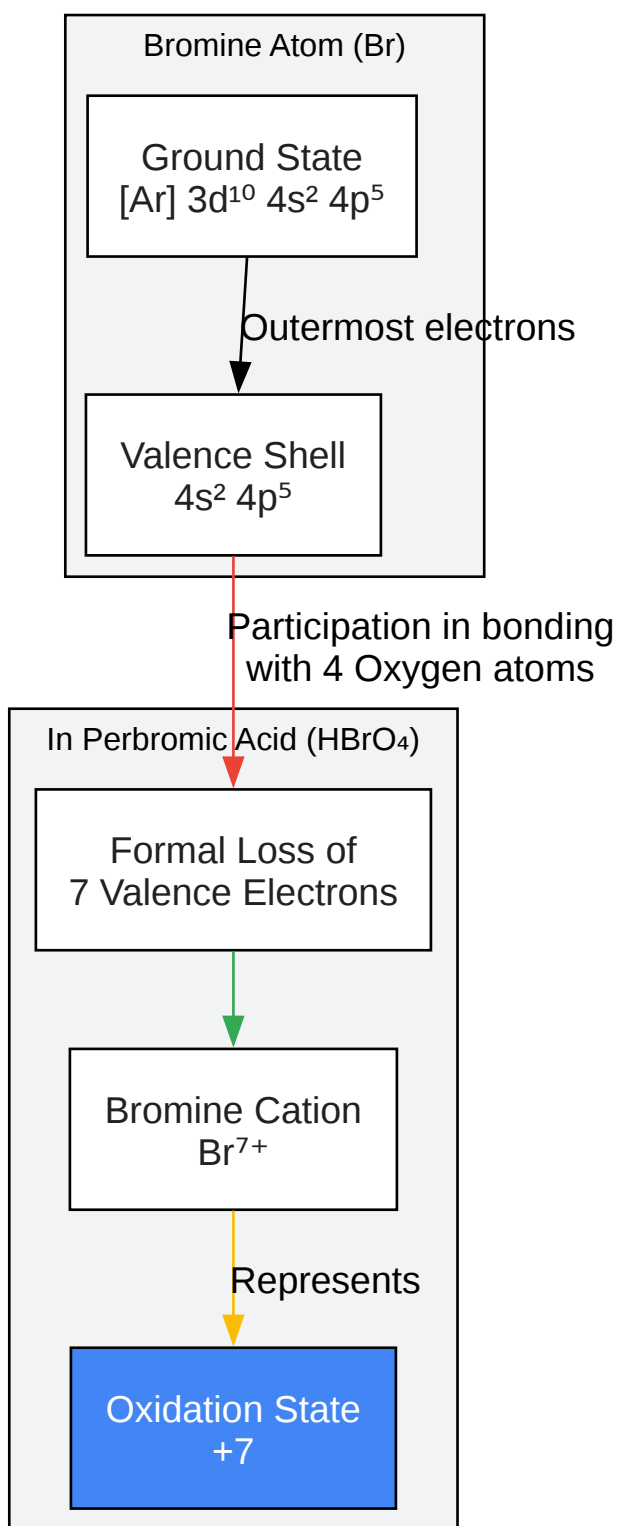 Bromine Atom (Br)
Ground State
[Ar] 3d¹⁰ 4s² 4p⁵
Outermost electrons
Valence Shell
4s² 4p⁵
Participation in bonding
with 4 Oxygen atoms
In Perbromic Acid (HBrO₄)
Formal Loss of
7 Valence Electrons
Bromine Cation
Br⁷⁺
Represents
Oxidation State
+7